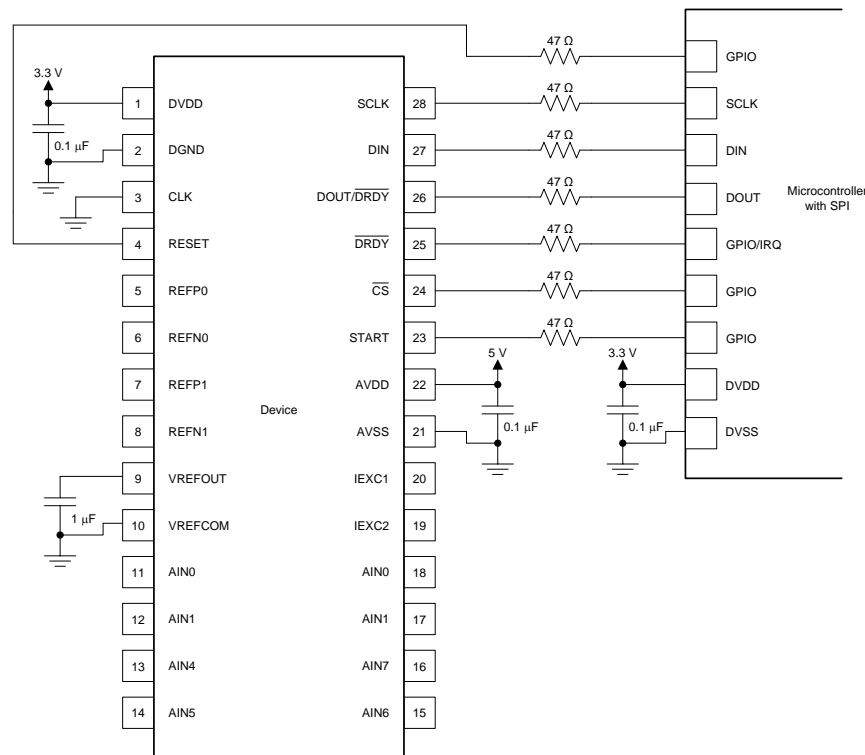 47 Ω
GPIO
3.3 V
47 Ω
1 DVDD SCLK 28
SCLK
0.1 μF
47 Ω
2 DGND DIN 27
DIN
47 Ω
3 CLK DOUT/DRDY 26
DOUT
Microcontroller
with SPI
47 Ω
4 RESET DRDY 25
GPIO/IRQ
47 Ω
5 REFP0 CS 24
GPIO
47 Ω
6 REFN0 START 23
GPIO
5 V
3.3 V
7 REFP1 AVDD 22
DVDD
Device
0.1 μF
0.1 μF
8 REFN1 AVSS 21
DVSS
9 VREFOUT IEXC1 20
1 μF
10 VREFCOM IEXC2 19
11 AIN0 AIN0 18
12 AIN1 AIN1 17
13 AIN4 AIN7 16
14 AIN5 AIN6 15